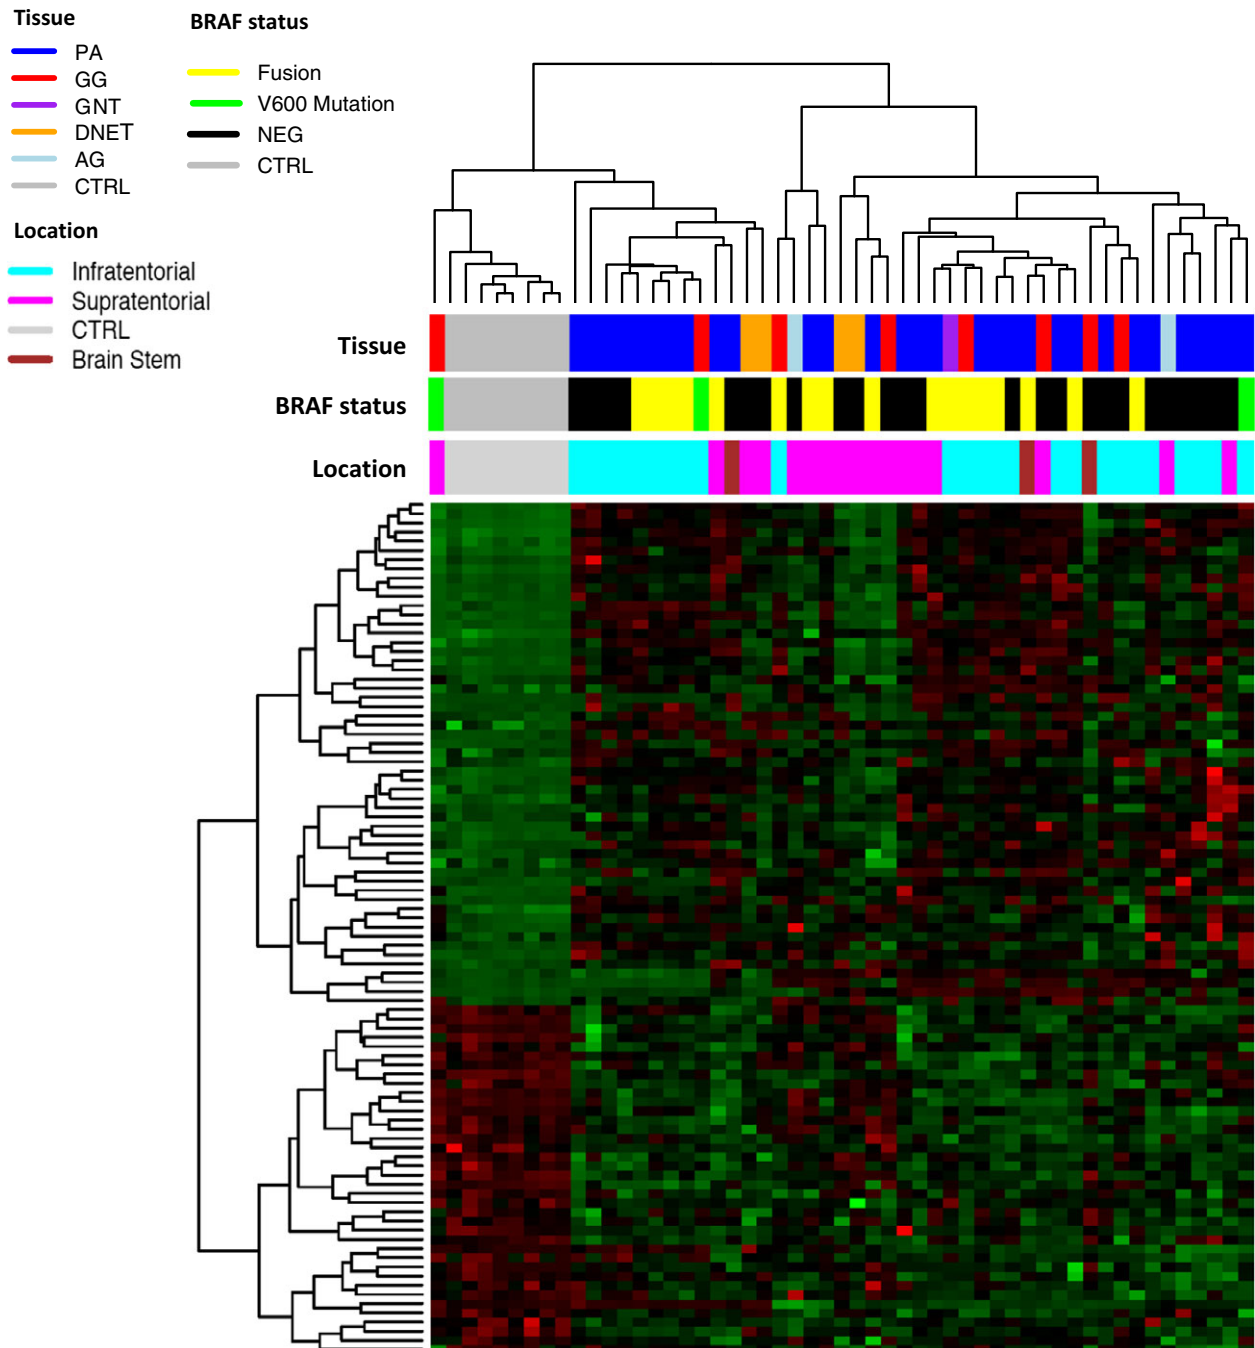 Tissue
PA
GG
GNT
DNET
AG
CTRL
BRAF status
Fusion
V600 Mutation
NEG
CTRL
Location
Infratentorial
Supratentorial
CTRL
Brain Stem
Tissue
BRAF status
Location